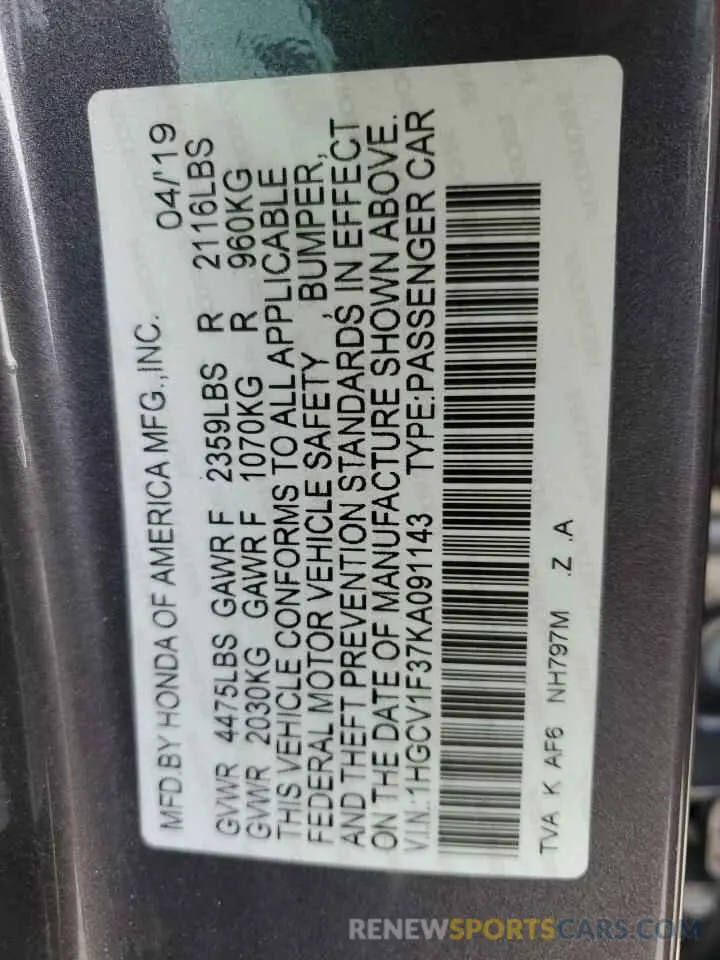 MFD.BY HONDA OF AMERICA MFG.,INC. 04/'19
GVWR 4475LBS GAWR F 2359LBS R 2116LBS
GVWR 2030KG GAWR F 1070KG R 960KG
THIS VEHICLE CONFORMS TO ALL APPLICABLE
FEDERAL MOTOR VEHICLE SAFETY , BUMPER,
AND THEFT PREVENTION STANDARDS IN EFFECT
ON THE DATE OF MANUFACTURE SHOWN ABOVE.
V.I.N.:1HGCV1F37KA091143 TYPE:PASSENGER CAR
TVA K AF6 NH797M .Z .A
RENEWSPORTSCARS.COM